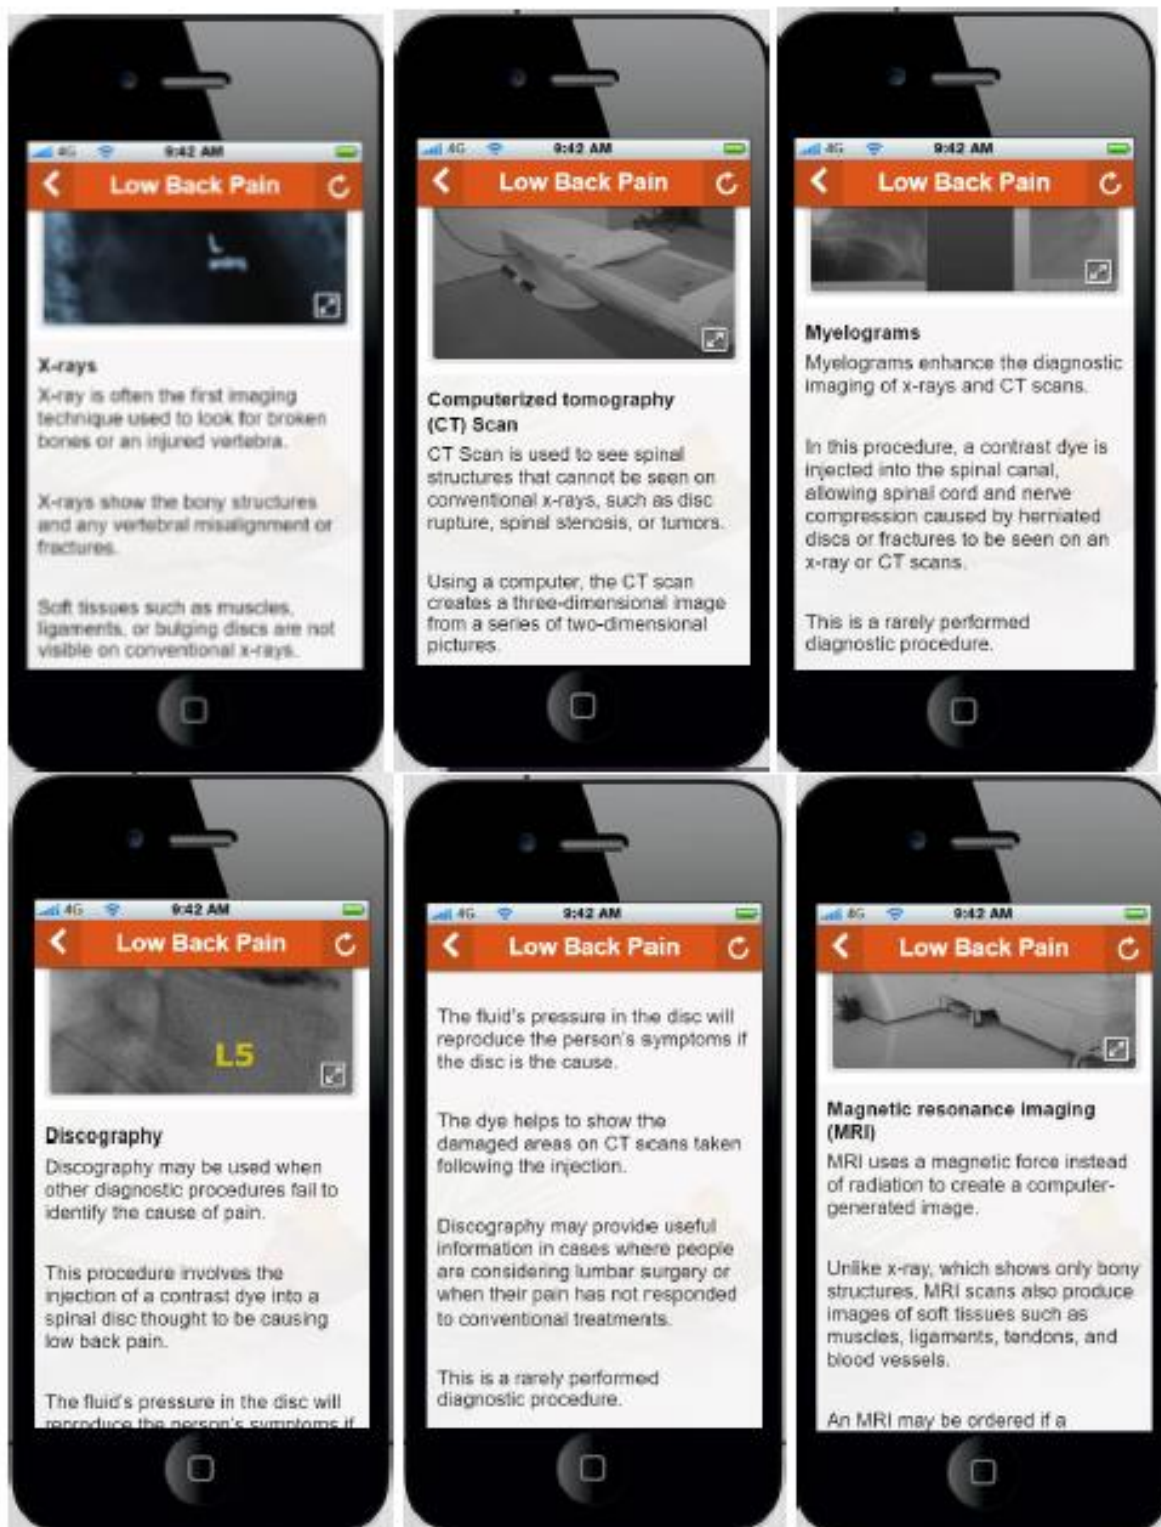 4G 9:42 AM
Low Back Pain
L
X-rays
X-ray is often the first imaging
technique used to look for broken
bones or an injured vertebra.
X-rays show the bony structures
and any vertebral misalignment or
fractures.
Soft tissues such as muscles,
ligaments, or bulging discs are not
visible on conventional x-rays.
4G 9:42 AM
Low Back Pain
Computerized tomography
(CT) Scan
CT Scan is used to see spinal
structures that cannot be seen on
conventional x-rays, such as disc
rupture, spinal stenosis, or tumors.
Using a computer, the CT scan
creates a three-dimensional image
from a series of two-dimensional
pictures.
4G 9:42 AM
Low Back Pain
Myelograms
Myelograms enhance the diagnostic
imaging of x-rays and CT scans.
In this procedure, a contrast dye is
injected into the spinal canal,
allowing spinal cord and nerve
compression caused by herniated
discs or fractures to be seen on an
x-ray or CT scans.
This is a rarely performed
diagnostic procedure.
4G 9:42 AM
Low Back Pain
L5
Discography
Discography may be used when
other diagnostic procedures fail to
identify the cause of pain.
This procedure involves the
injection of a contrast dye into a
spinal disc thought to be causing
low back pain.
The fluid's pressure in the disc will
reproduce the person's symptoms if
4G 9:42 AM
Low Back Pain
The fluid's pressure in the disc will
reproduce the person's symptoms if
the disc is the cause.
The dye helps to show the
damaged areas on CT scans taken
following the injection.
Discography may provide useful
information in cases where people
are considering lumbar surgery or
when their pain has not responded
to conventional treatments.
This is a rarely performed
diagnostic procedure.
4G 9:42 AM
Low Back Pain
Magnetic resonance imaging
(MRI)
MRI uses a magnetic force instead
of radiation to create a computer-
generated image.
Unlike x-ray, which shows only bony
structures, MRI scans also produce
images of soft tissues such as
muscles, ligaments, tendons, and
blood vessels.
An MRI may be ordered if a